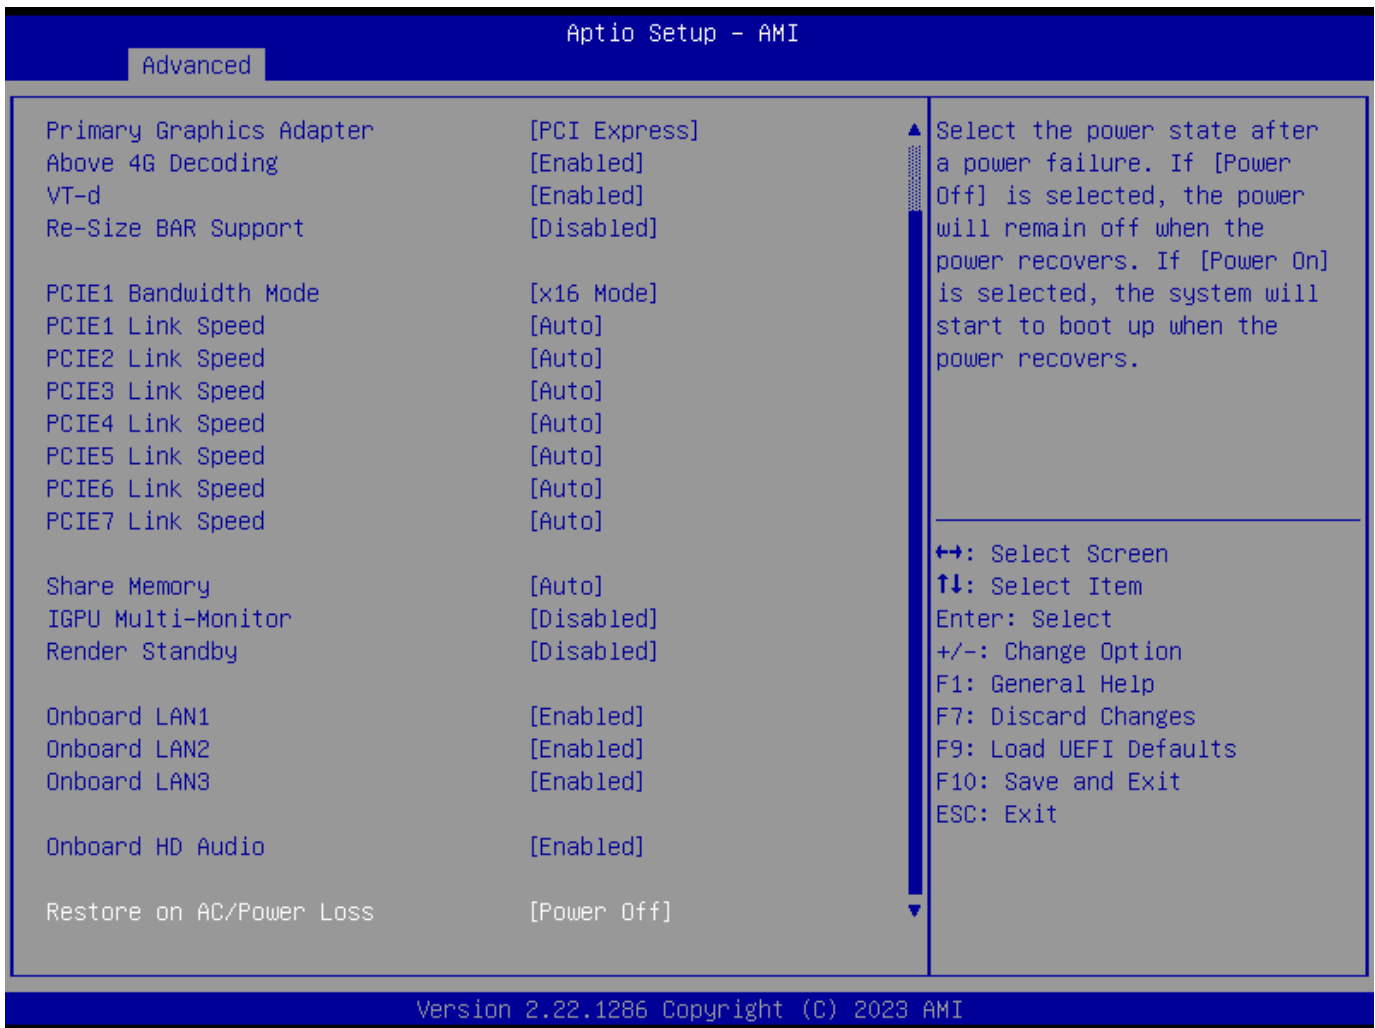 Aptio Setup - AMI
Advanced
Primary Graphics Adapter [PCI Express]
Above 4G Decoding [Enabled]
VT-d [Enabled]
Re-Size BAR Support [Disabled]
PCIE1 Bandwidth Mode [x16 Mode]
PCIE1 Link Speed [Auto]
PCIE2 Link Speed [Auto]
PCIE3 Link Speed [Auto]
PCIE4 Link Speed [Auto]
PCIE5 Link Speed [Auto]
PCIE6 Link Speed [Auto]
PCIE7 Link Speed [Auto]
Share Memory [Auto]
IGPU Multi-Monitor [Disabled]
Render Standby [Disabled]
Onboard LAN1 [Enabled]
Onboard LAN2 [Enabled]
Onboard LAN3 [Enabled]
Onboard HD Audio [Enabled]
Restore on AC/Power Loss [Power Off]
Select the power state after
a power failure. If [Power
Off] is selected, the power
will remain off when the
power recovers. If [Power On]
is selected, the system will
start to boot up when the
power recovers.
↔: Select Screen
↑↓: Select Item
Enter: Select
+/-: Change Option
F1: General Help
F7: Discard Changes
F9: Load UEFI Defaults
F10: Save and Exit
ESC: Exit
Version 2.22.1286 Copyright (C) 2023 AMI